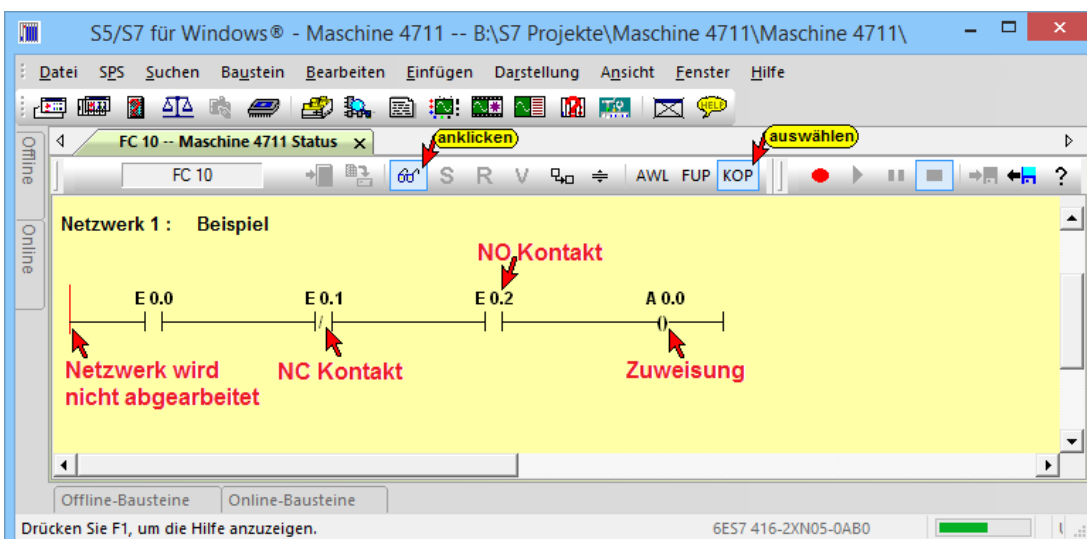 S5/S7 für Windows® - Maschine 4711 -- B:\S7 Projekte\Maschine 4711\Maschine 4711\
Datei SPS Suchen Baustein Bearbeiten Einfügen Darstellung Ansicht Fenster Hilfe
HELP
Offline
Online
FC 10 -- Maschine 4711 Status x
anklicken
auswählen
FC 10
S R V AWL FUP KOP ?
Netzwerk 1 : Beispiel
NO Kontakt
E 0.0 E 0.1 E 0.2 A 0.0
Netzwerk wird
nicht abgearbeitet
NC Kontakt
Zuweisung
Offline-Bausteine Online-Bausteine
Drücken Sie F1, um die Hilfe anzuzeigen. 6ES7 416-2XN05-0AB0